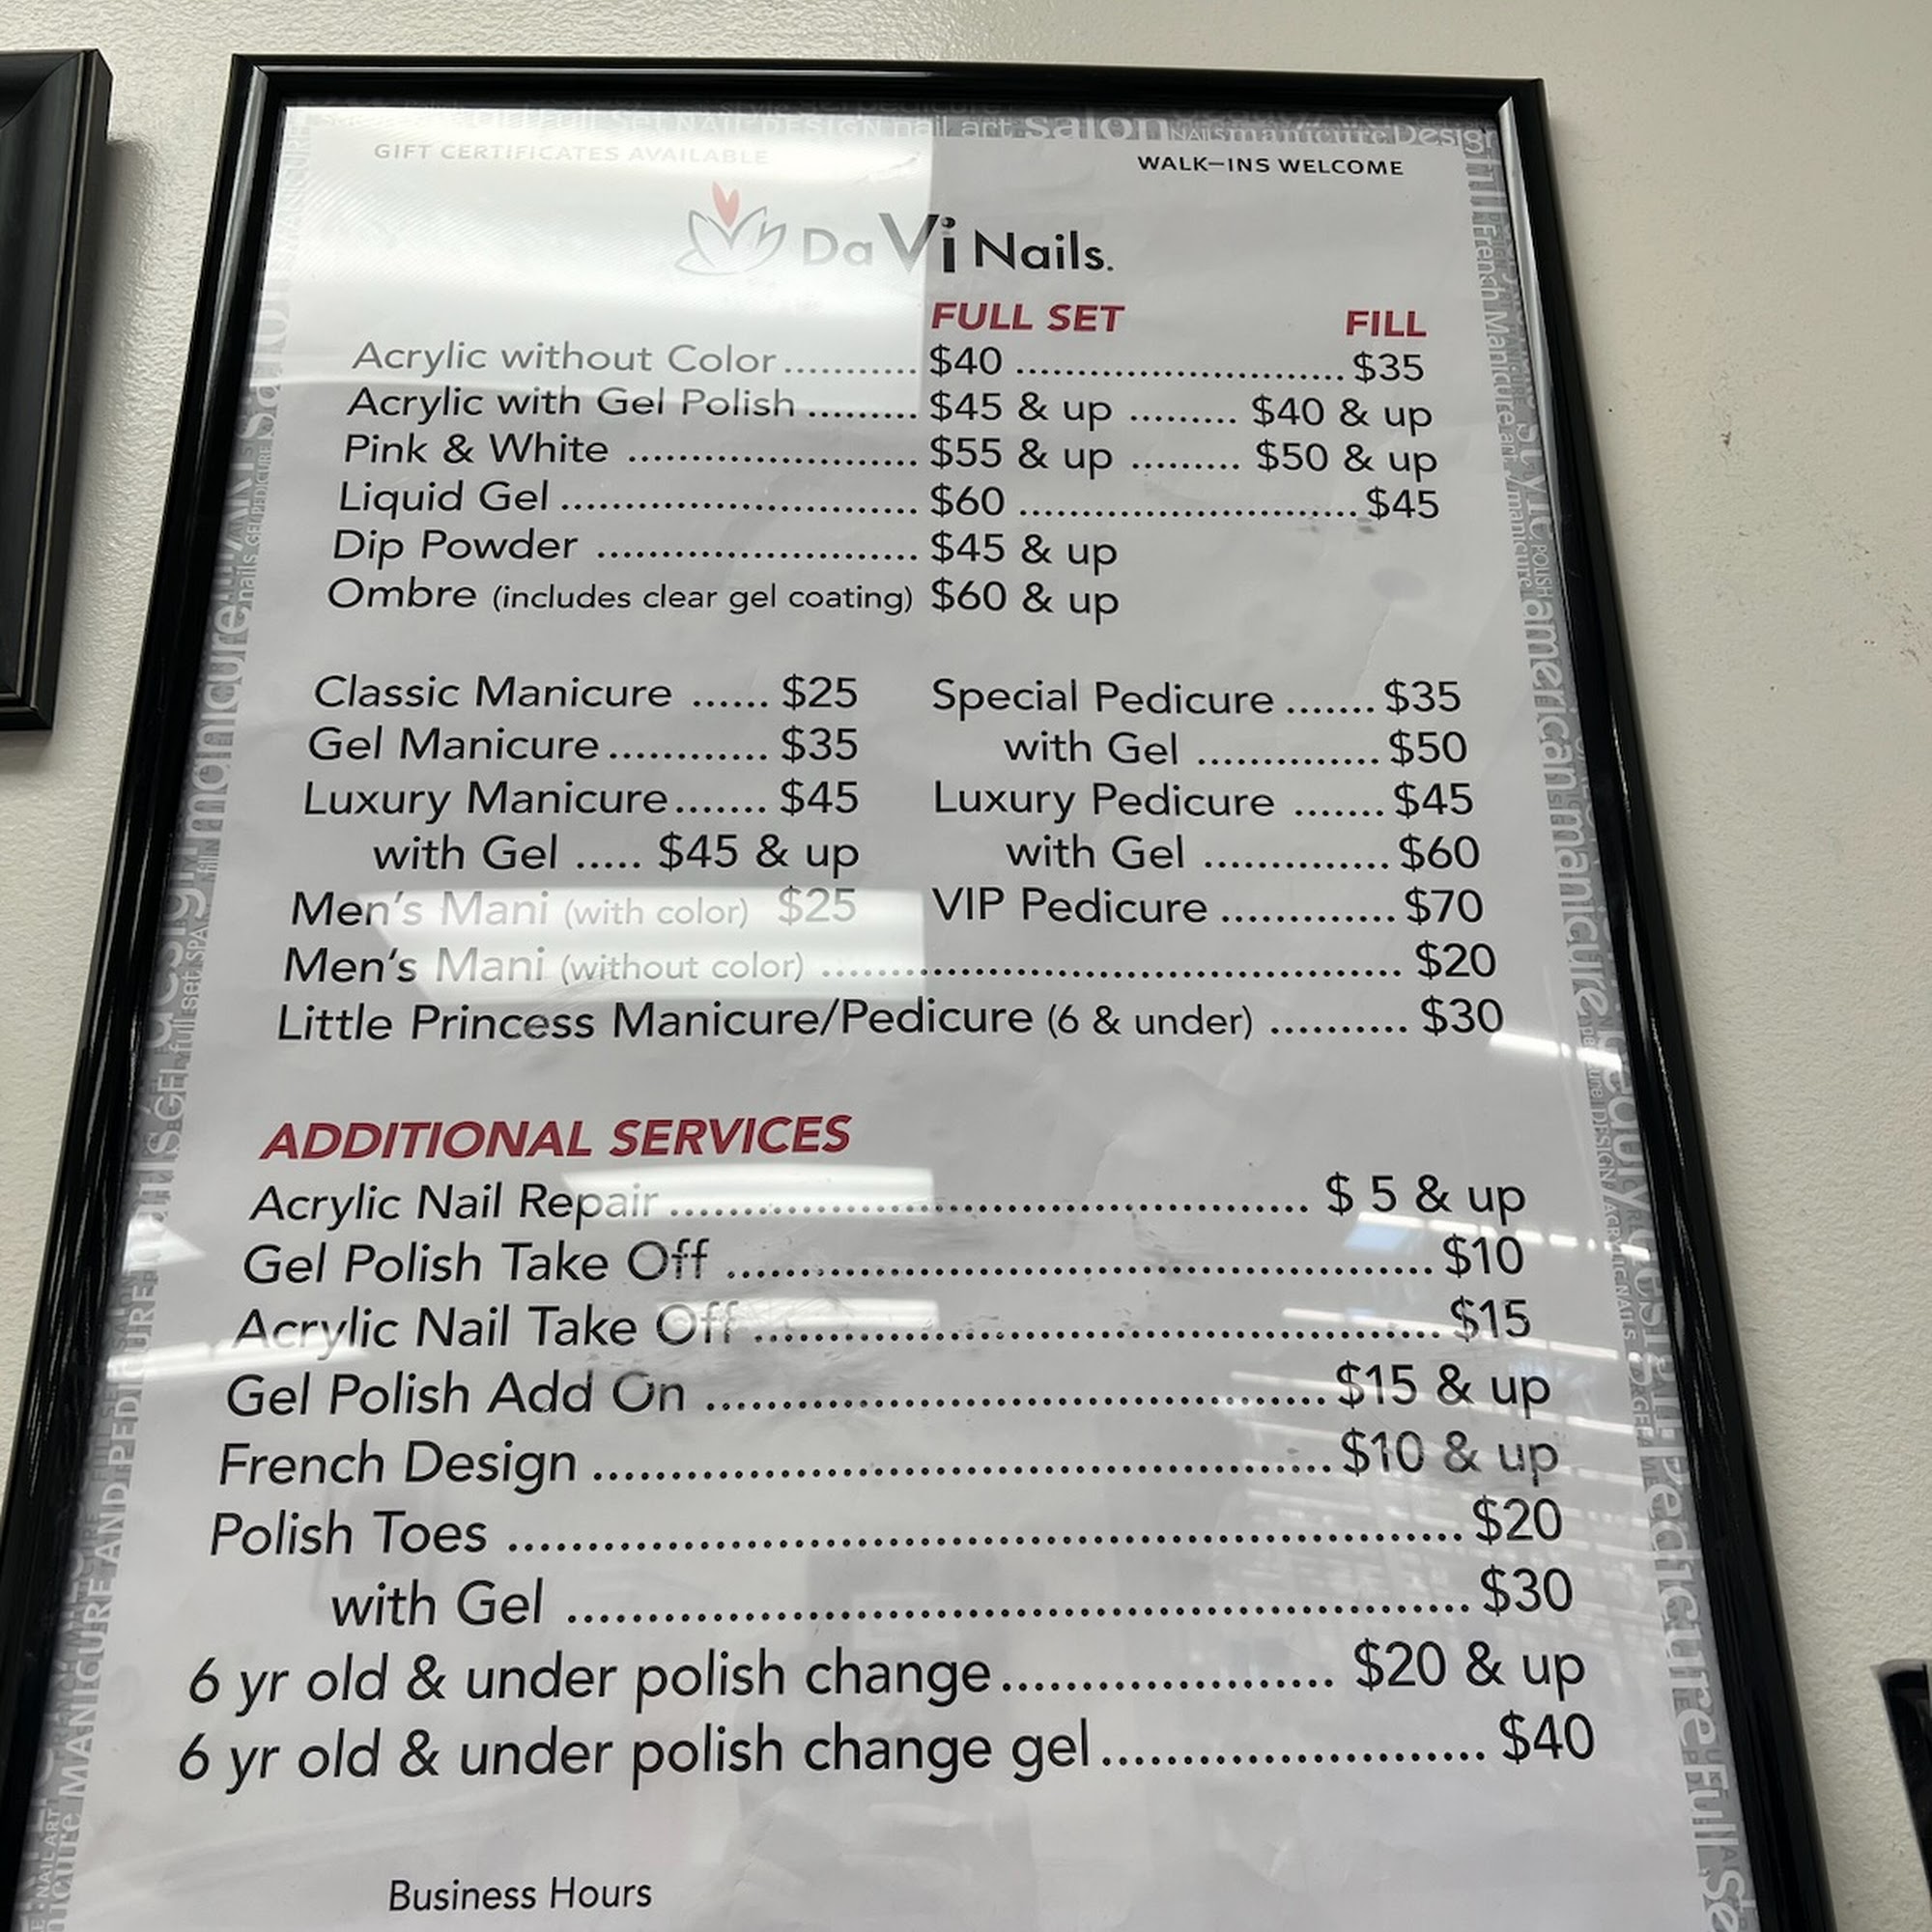 GIFT CERTIFICATES AVAILABLE
WALK-INS WELCOME
Da Vi Nails.
FULL SET FILL
Acrylic without Color ........... $40 ........................... $35
Acrylic with Gel Polish ......... $45 & up ......... $40 & up
Pink & White ....................... $55 & up ......... $50 & up
Liquid Gel ............................ $60 ............................ $45
Dip Powder ......................... $45 & up
Ombre (includes clear gel coating) $60 & up
Classic Manicure ...... $25
Gel Manicure ............ $35
Luxury Manicure ....... $45
with Gel ..... $45 & up
Men's Mani (with color) $25
Special Pedicure ....... $35
with Gel .............. $50
Luxury Pedicure ....... $45
with Gel .............. $60
VIP Pedicure ............. $70
Men's Mani (without color) ............................................. $20
Little Princess Manicure/Pedicure (6 & under) .......... $30
ADDITIONAL SERVICES
Acrylic Nail Repair .................................................. $ 5 & up
Gel Polish Take Off ...................................................... $10
Acrylic Nail Take Off .................................................... $15
Gel Polish Add On ............................................... $15 & up
French Design ....................................................... $10 & up
Polish Toes ..................................................................... $20
with Gel .................................................................. $30
6 yr old & under polish change ...................... $20 & up
6 yr old & under polish change gel ......................... $40
Business Hours